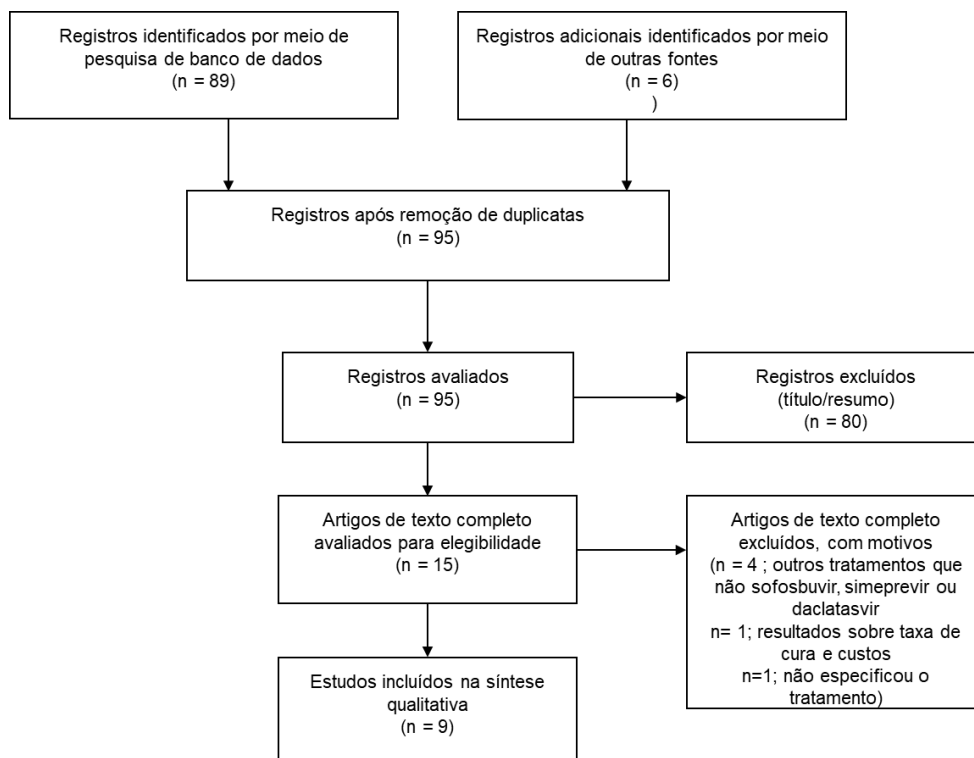 Registros identificados por meio de
pesquisa de banco de dados
(n = 89)
Registros adicionais identificados por meio
de outras fontes
(n = 6)
)
Registros após remoção de duplicatas
(n = 95)
Registros avaliados
(n = 95)
Registros excluídos
(título/resumo)
(n = 80)
Artigos de texto completo
avaliados para elegibilidade
(n = 15)
Artigos de texto completo
excluídos, com motivos
(n = 4 ; outros tratamentos que
não sofosbuvir, simeprevir ou
daclatasvir
n= 1; resultados sobre taxa de
cura e custos
n=1; não especificou o
tratamento)
Estudos incluídos na síntese
qualitativa
(n = 9)